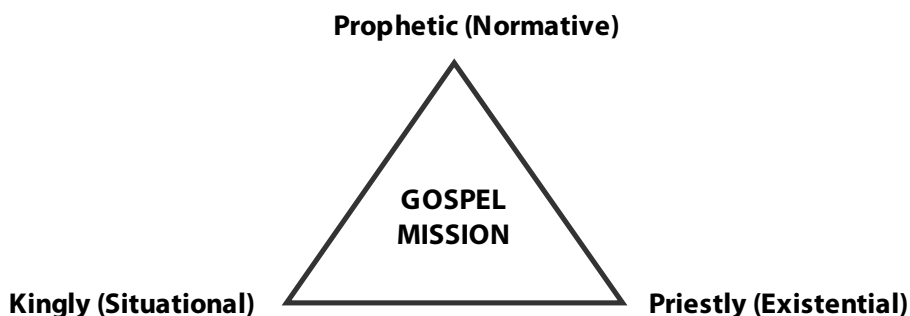 Prophetic (Normative)
GOSPEL
MISSION
Kingly (Situational)
Priestly (Existential)